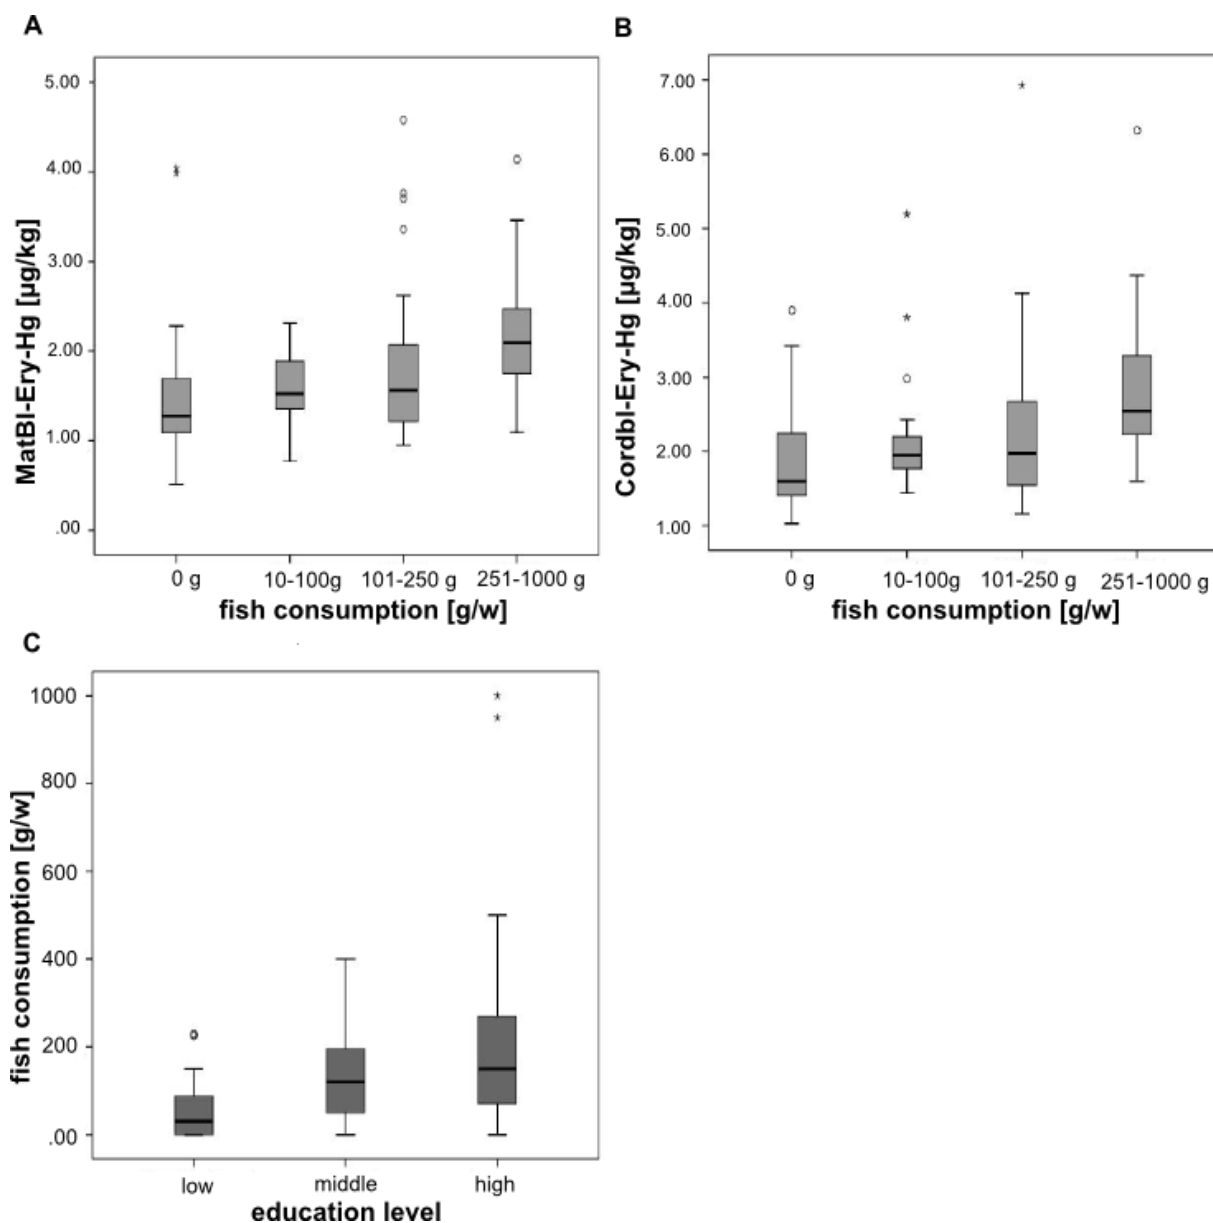 A
MatBl-Ery-Hg [µg/kg]
5.00
4.00
3.00
2.00
1.00
.00
0 g 10-100g 101-250 g 251-1000 g
fish consumption [g/w]
B
Cordbl-Ery-Hg [µg/kg]
7.00
6.00
5.00
4.00
3.00
2.00
1.00
0 g 10-100g 101-250 g 251-1000 g
fish consumption [g/w]
C
fish consumption [g/w]
1000
800
600
400
200
.00
low middle high
education level